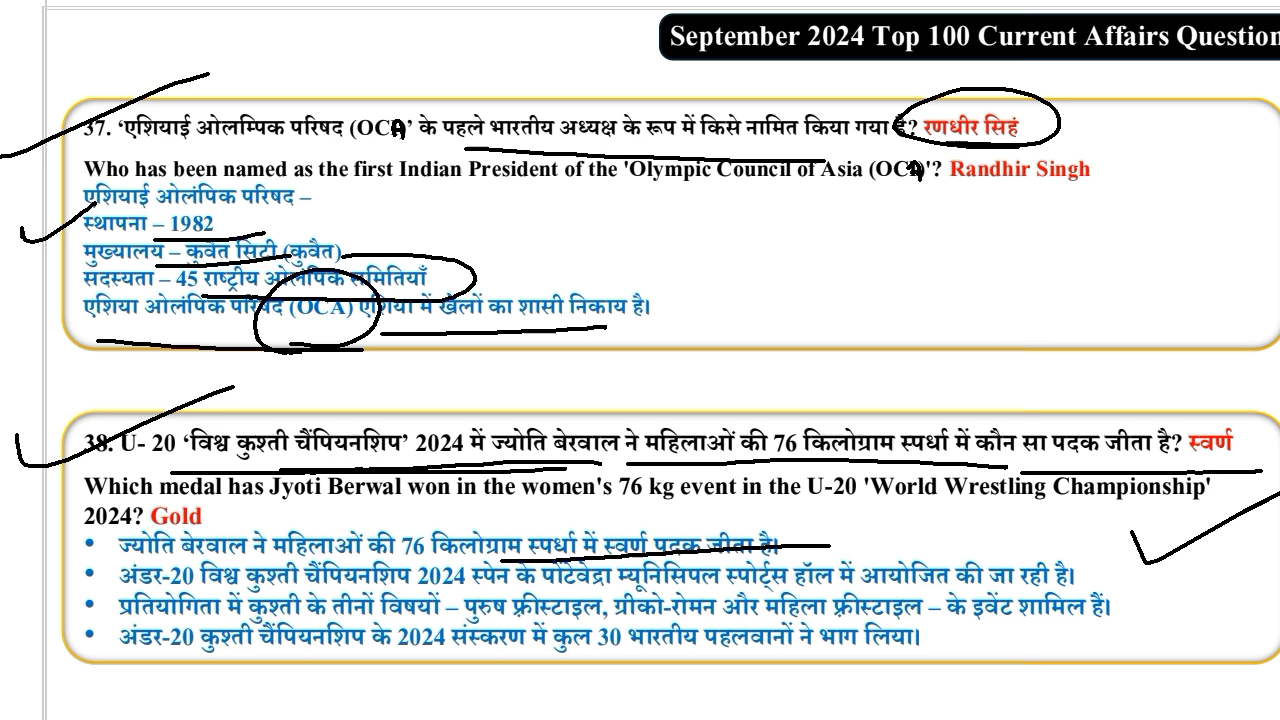 September 2024 Top 100 Current Affairs Question
37. ‘एशियाई ओलम्पिक परिषद (OCA)’ के पहले भारतीय अध्यक्ष के रूप में किसे नामित किया गया है? रणधीर सिहं
Who has been named as the first Indian President of the 'Olympic Council of Asia (OCA)'? Randhir Singh
एशियाई ओलंपिक परिषद –
स्थापना – 1982
मुख्यालय – कुवैत सिटी (कुवैत)
सदस्यता – 45 राष्ट्रीय ओलंपिक समितियाँ
एशिया ओलंपिक परिषद (OCA) एशिया में खेलों का शासी निकाय है।
38. U- 20 ‘विश्व कुश्ती चैंपियनशिप’ 2024 में ज्योति बेरवाल ने महिलाओं की 76 किलोग्राम स्पर्धा में कौन सा पदक जीता है? स्वर्ण
Which medal has Jyoti Berwal won in the women's 76 kg event in the U-20 'World Wrestling Championship'
2024? Gold
• ज्योति बेरवाल ने महिलाओं की 76 किलोग्राम स्पर्धा में स्वर्ण पदक जीता है।
• अंडर-20 विश्व कुश्ती चैंपियनशिप 2024 स्पेन के पोंटेवेद्रा म्यूनिसिपल स्पोर्ट्स हॉल में आयोजित की जा रही है।
• प्रतियोगिता में कुश्ती के तीनों विषयों – पुरुष फ़्रीस्टाइल, ग्रीको-रोमन और महिला फ़्रीस्टाइल – के इवेंट शामिल हैं।
• अंडर-20 कुश्ती चैंपियनशिप के 2024 संस्करण में कुल 30 भारतीय पहलवानों ने भाग लिया।